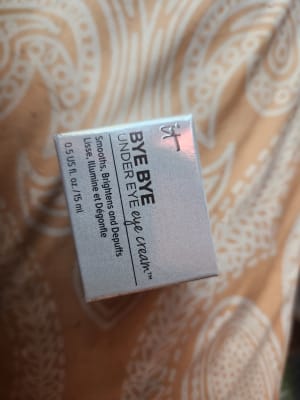 it
BYE BYE
UNDER EYE eye cream™
Smooths, Brightens and Depuffs
Lisse, Illumine et Dégonfle
0.5 US fl. oz. / 15 ml